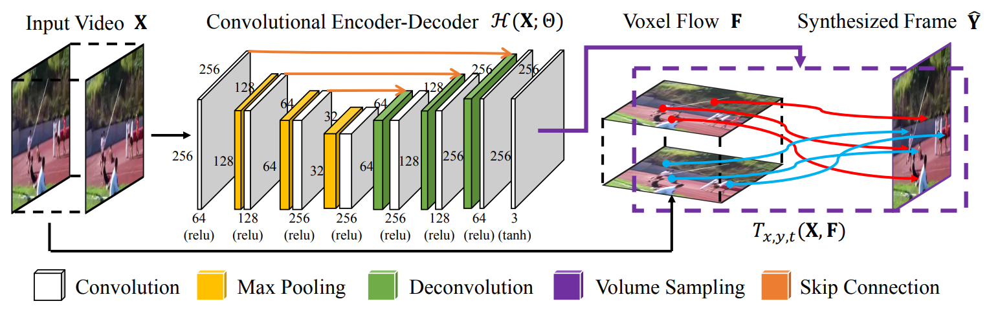 Input Video X
Convolutional Encoder-Decoder ℋ(X; Θ)
Voxel Flow F
Synthesized Frame Ŷ
256
128
64
32
64
128
256
256
256
128
64
32
64
128
256
256
64
(relu)
128
(relu)
256
(relu)
256
(relu)
256
(relu)
128
(relu)
64
(relu)
3
(tanh)
T_{x,y,t}(X, F)
Convolution
Max Pooling
Deconvolution
Volume Sampling
Skip Connection